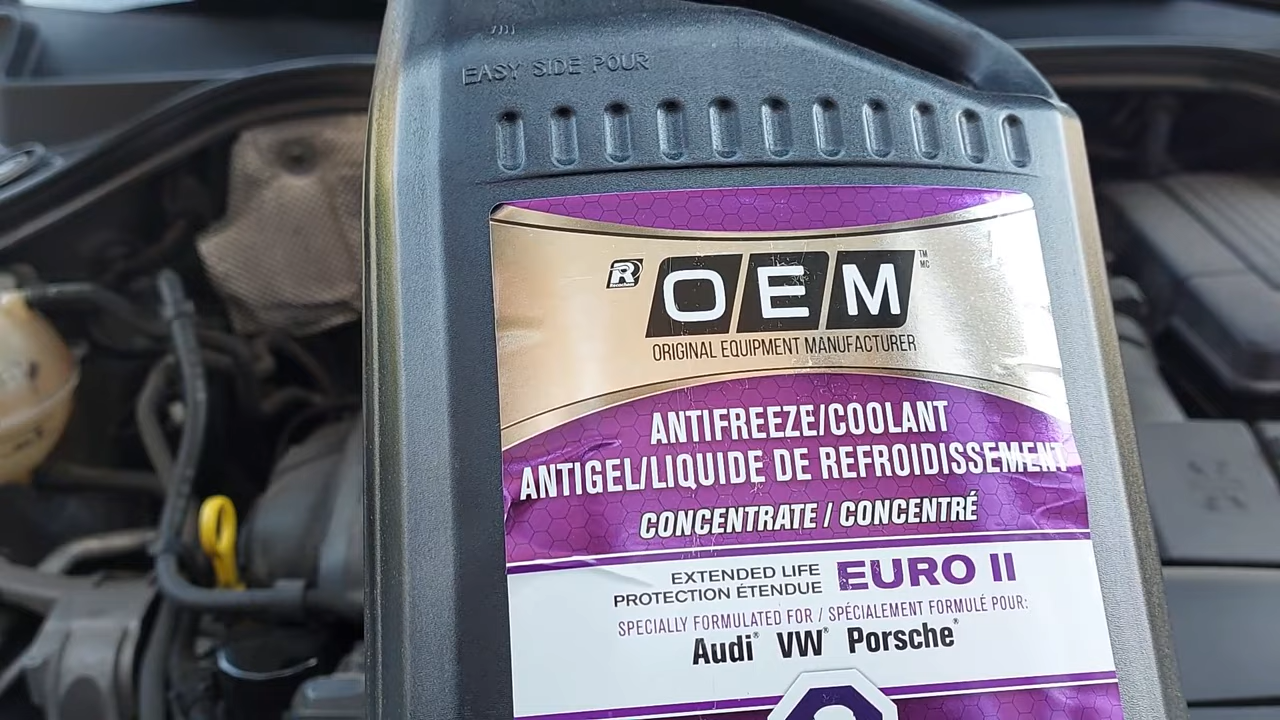 EASY SIDE POUR
R OEM TM MC
Recochem
ORIGINAL EQUIPMENT MANUFACTURER
ANTIFREEZE/COOLANT
ANTIGEL/LIQUIDE DE REFROIDISSEMENT
CONCENTRATE / CONCENTRÉ
EXTENDED LIFE
PROTECTION ÉTENDUE
EURO II
SPECIALLY FORMULATED FOR / SPÉCIALEMENT FORMULÉ POUR:
Audi® VW® Porsche®